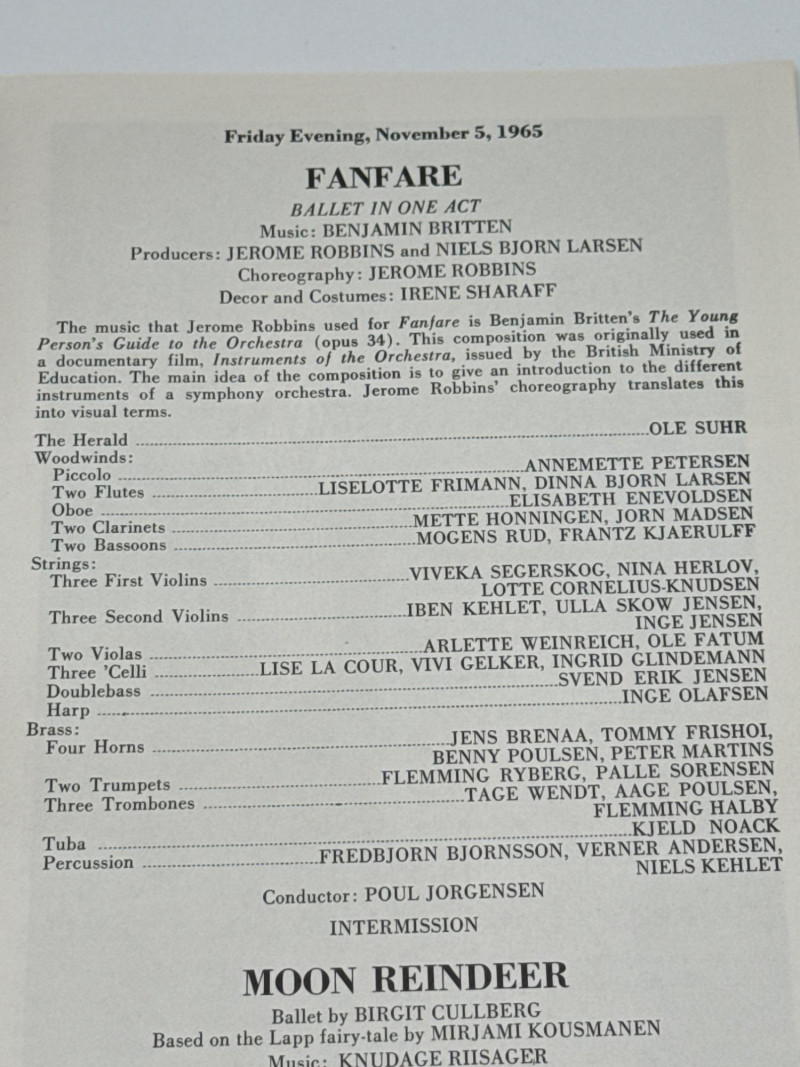 Friday Evening, November 5, 1965
FANFARE
BALLET IN ONE ACT
Music: BENJAMIN BRITTEN
Producers: JEROME ROBBINS and NIELS BJORN LARSEN
Choreography: JEROME ROBBINS
Decor and Costumes: IRENE SHARAFF
The music that Jerome Robbins used for Fanfare is Benjamin Britten's The Young
Person's Guide to the Orchestra (opus 34). This composition was originally used in
a documentary film, Instruments of the Orchestra, issued by the British Ministry of
Education. The main idea of the composition is to give an introduction to the different
instruments of a symphony orchestra. Jerome Robbins' choreography translates this
into visual terms.
The Herald ........ OLE SUHR
Woodwinds:
Piccolo ........ ANNEMETTE PETERSEN
Two Flutes ........ LISELOTTE FRIMANN, DINNA BJORN LARSEN
Oboe ........ ELISABETH ENEVOLDSEN
Two Clarinets ........ METTE HONNINGEN, JORN MADSEN
Two Bassoons ........ MOGENS RUD, FRANTZ KJAERULFF
Strings:
Three First Violins ........ VIVEKA SEGERSKOG, NINA HERLOV,
LOTTE CORNELIUS-KNUDSEN
Three Second Violins ........ IBEN KEHLET, ULLA SKOW JENSEN,
INGE JENSEN
Two Violas ........ ARLETTE WEINREICH, OLE FATUM
Three 'Celli ........ LISE LA COUR, VIVI GELKER, INGRID GLINDEMANN
Doublebass ........ SVEND ERIK JENSEN
Harp ........ INGE OLAFSEN
Brass:
Four Horns ........ JENS BRENAA, TOMMY FRISHOI,
BENNY POULSEN, PETER MARTINS
Two Trumpets ........ FLEMMING RYBERG, PALLE SORENSEN
Three Trombones ........ TAGE WENDT, AAGE POULSEN,
FLEMMING HALBY
Tuba ........ KJELD NOACK
Percussion ........ FREDBJORN BJORNSSON, VERNER ANDERSEN,
NIELS KEHLET
Conductor: POUL JORGENSEN
INTERMISSION
MOON REINDEER
Ballet by BIRGIT CULLBERG
Based on the Lapp fairy-tale by MIRJAMI KOUSMANEN
Music: KNUDAGE RIISAGER